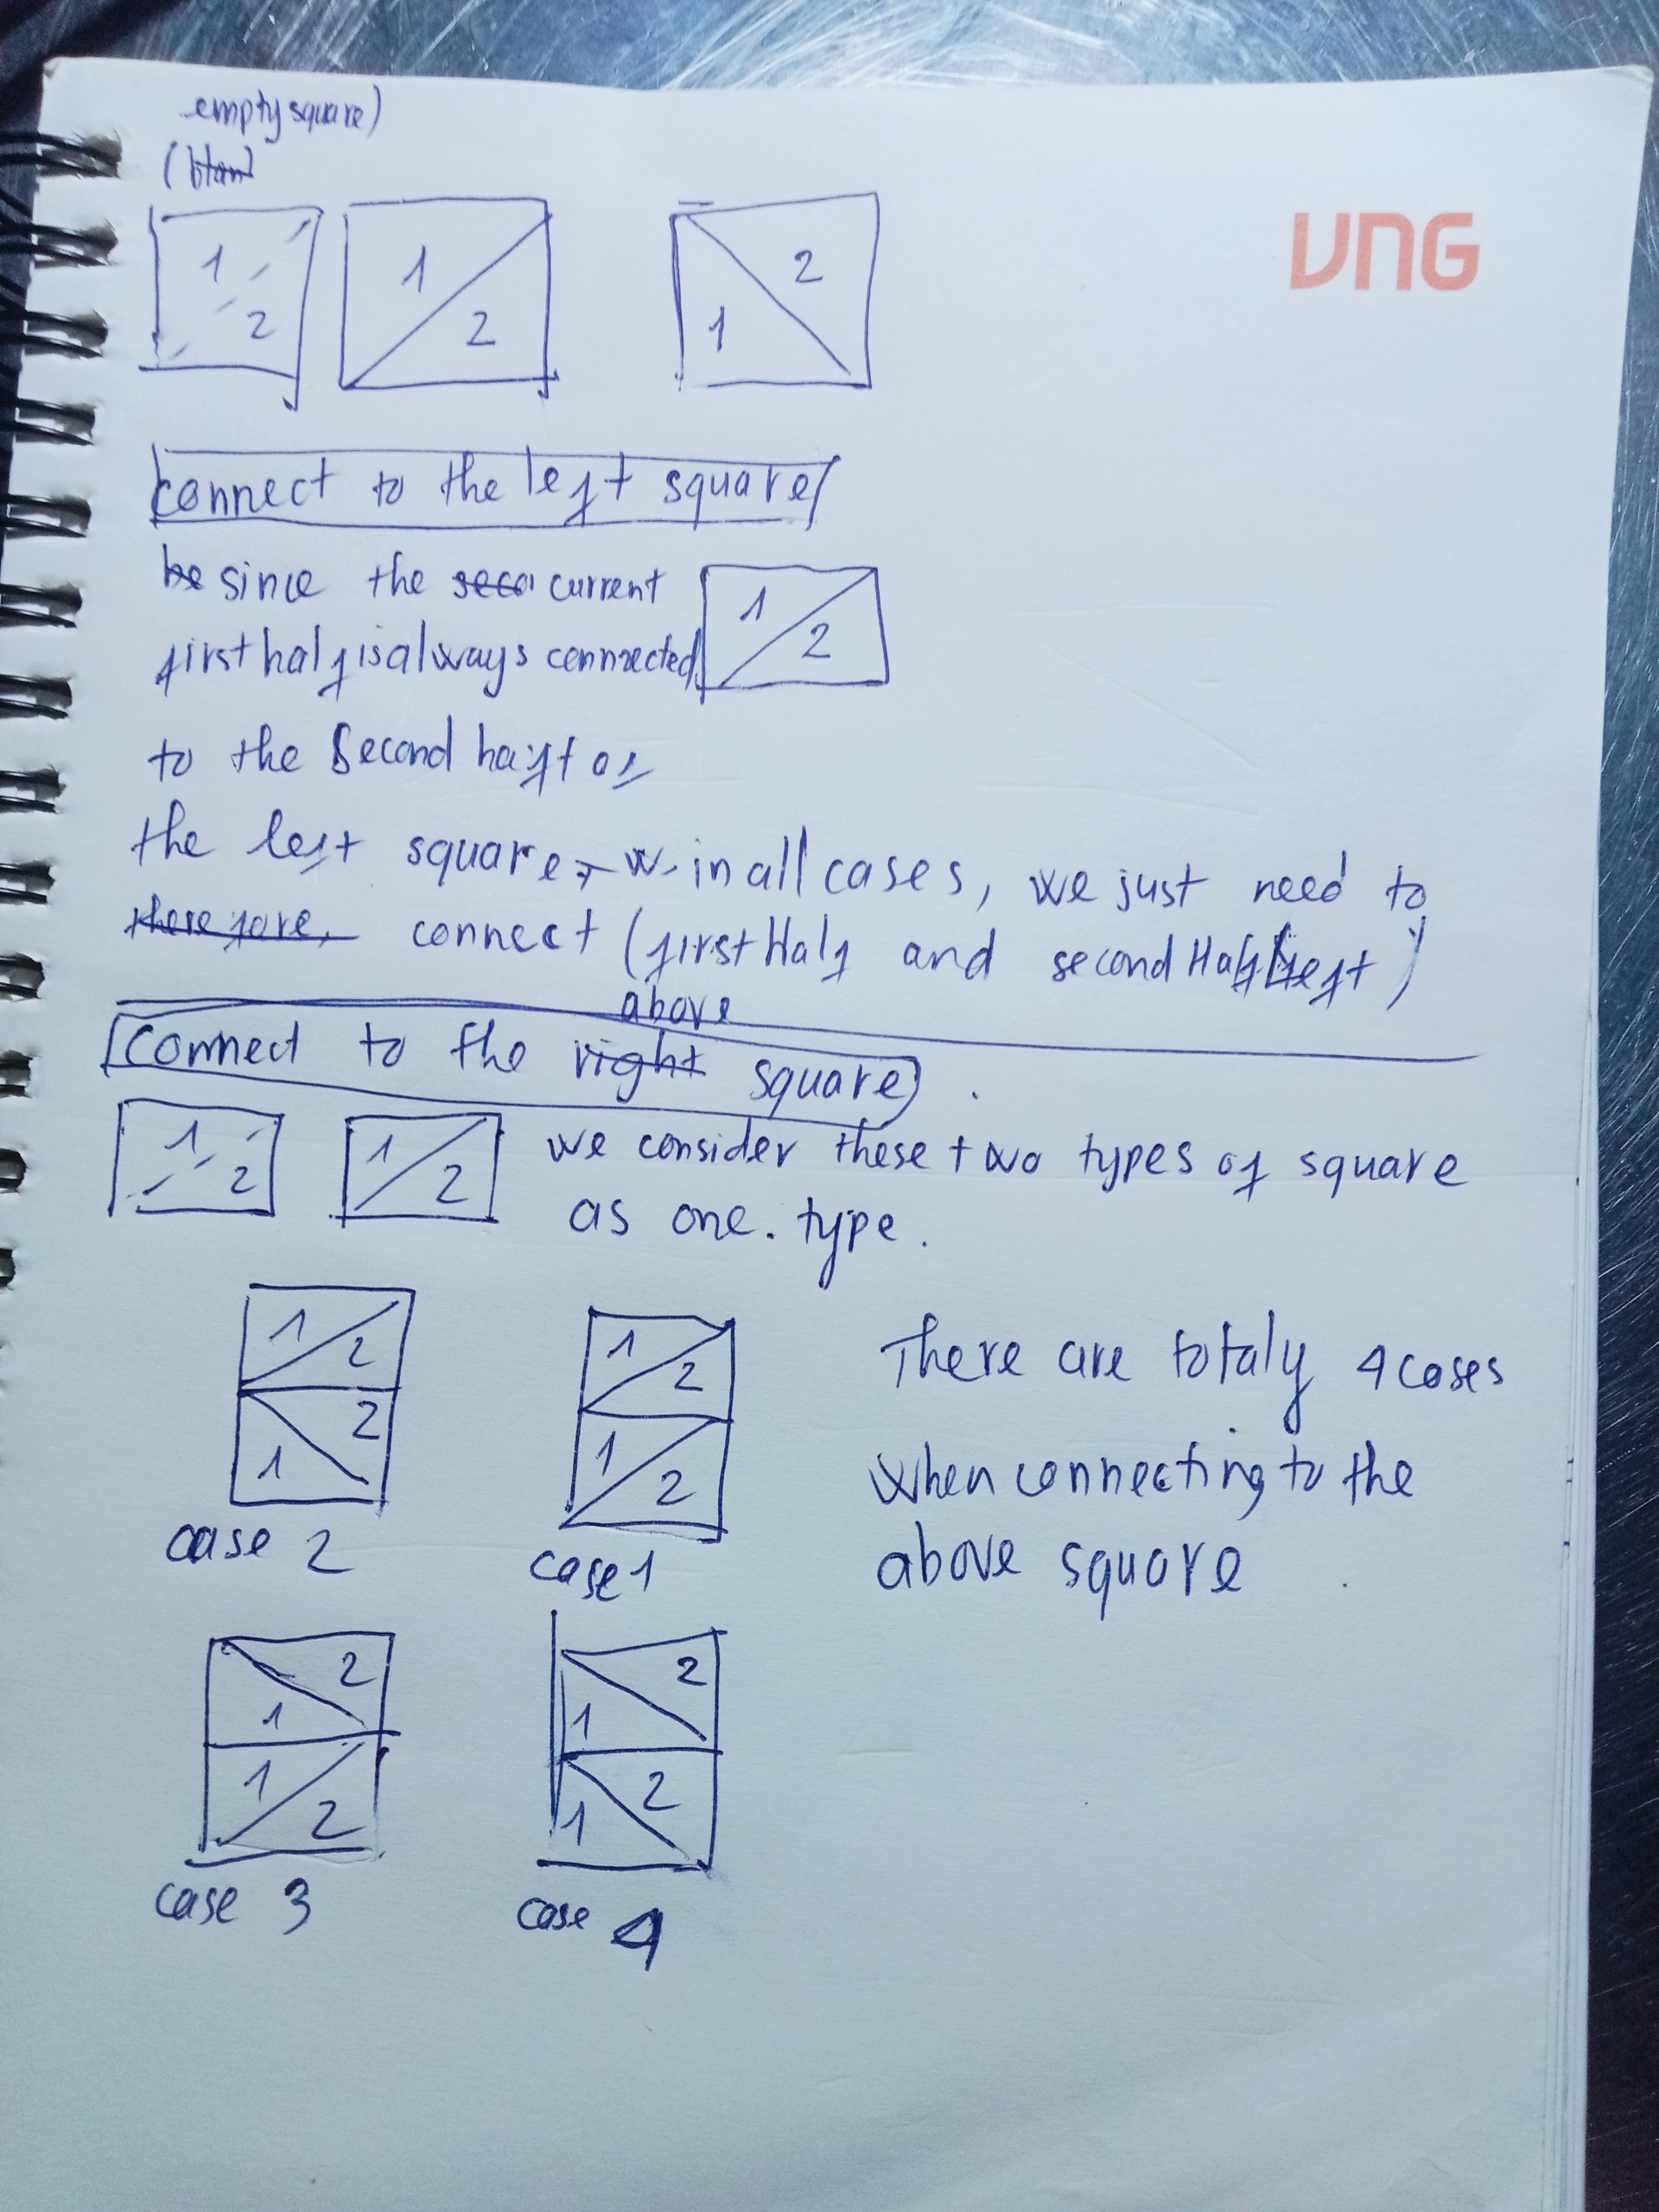 empty square)
(blan
VNG
1 2
1 2
2 1
connect to the left square
be since the seco current
first half is always connected
1 2
to the Second half of
the left square, w in all cases, we just need to
therefore, connect (first Half and second Half left)
above
connect to the right square
1 2
1 2
we consider these two types of square
as one. type.
1 2
2 1
case 2
1 2
1 2
case 1
There are totaly 4 cases
when connecting to the
above square
2 1
1 2
case 3
2 1
2 1
case 4